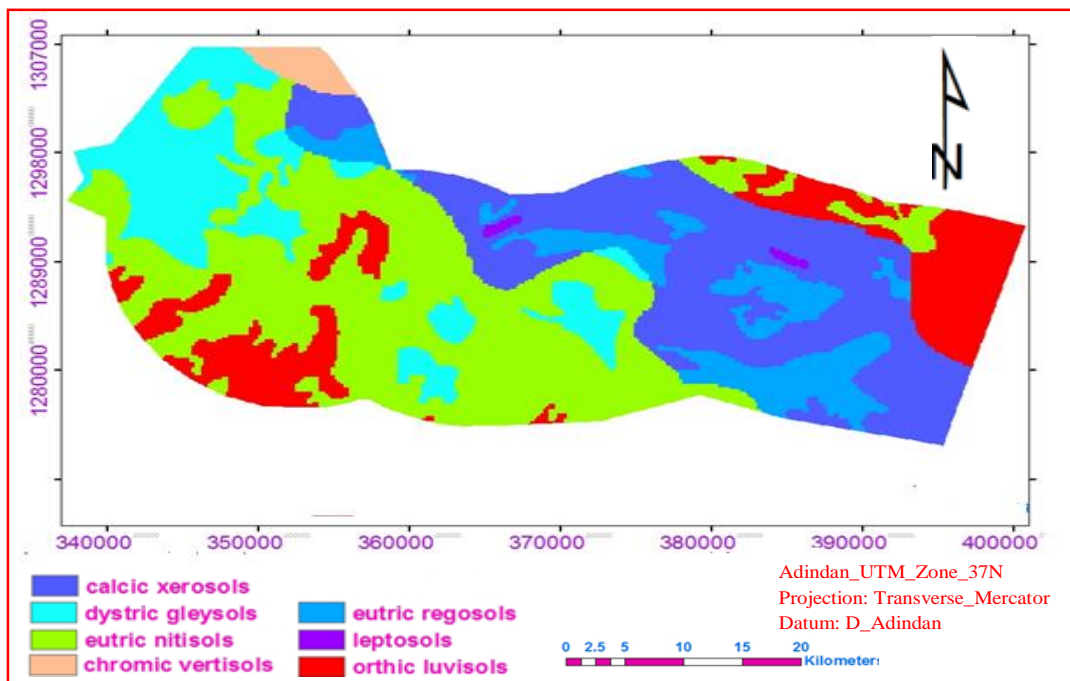 1307000
1298000
1289000
1280000
N
340000 350000 360000 370000 380000 390000 400000
calcic xerosols
dystric gleysols
eutric nitisols
chromic vertisols
eutric regosols
leptosols
orthic luvisols
Adindan_UTM_Zone_37N
Projection: Transverse_Mercator
Datum: D_Adindan
0 2.5 5 10 15 20
Kilometers